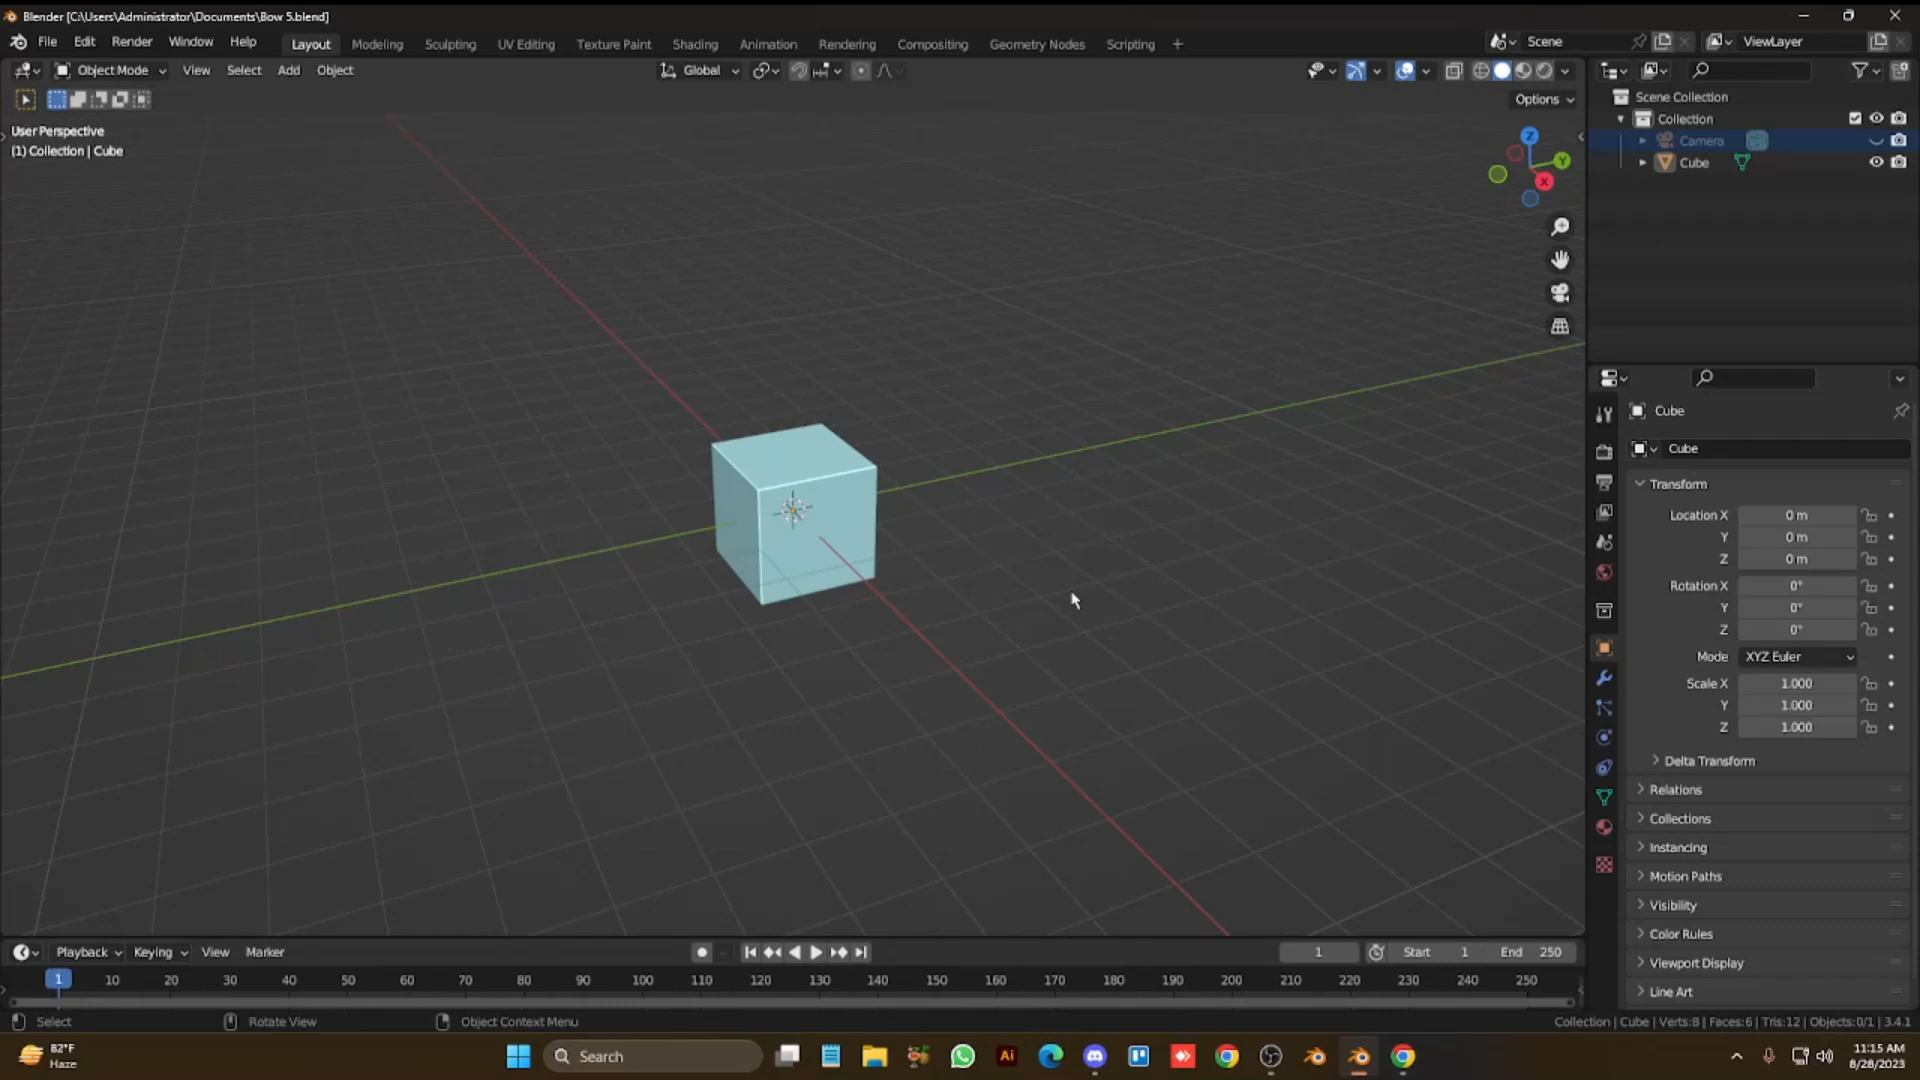 Blender [C:\Users\Administrator\Documents\Bow 5.blend]
File Edit Render Window Help Layout Modeling Sculpting UV Editing Texture Paint Shading Animation Rendering Compositing Geometry Nodes Scripting + Scene ViewLayer
Object Mode View Select Add Object Global
Options
User Perspective
(1) Collection | Cube
Z
Y
X
Scene Collection
Collection
Camera
Cube
Cube
Cube
Transform
Location X 0 m
Y 0 m
Z 0 m
Rotation X 0°
Y 0°
Z 0°
Mode XYZ Euler
Scale X 1.000
Y 1.000
Z 1.000
Delta Transform
Relations
Collections
Instancing
Motion Paths
Visibility
Color Rules
Viewport Display
Line Art
Playback Keying View Marker 1 Start 1 End 250
1 10 20 30 40 50 60 70 80 90 100 110 120 130 140 150 160 170 180 190 200 210 220 230 240 250
Select Rotate View Object Context Menu Collection | Cube | Verts:8 | Faces:6 | Tris:12 | Objects:0/1 | 3.4.1
82°F
Haze
Search
Ai
11:15 AM
8/28/2023